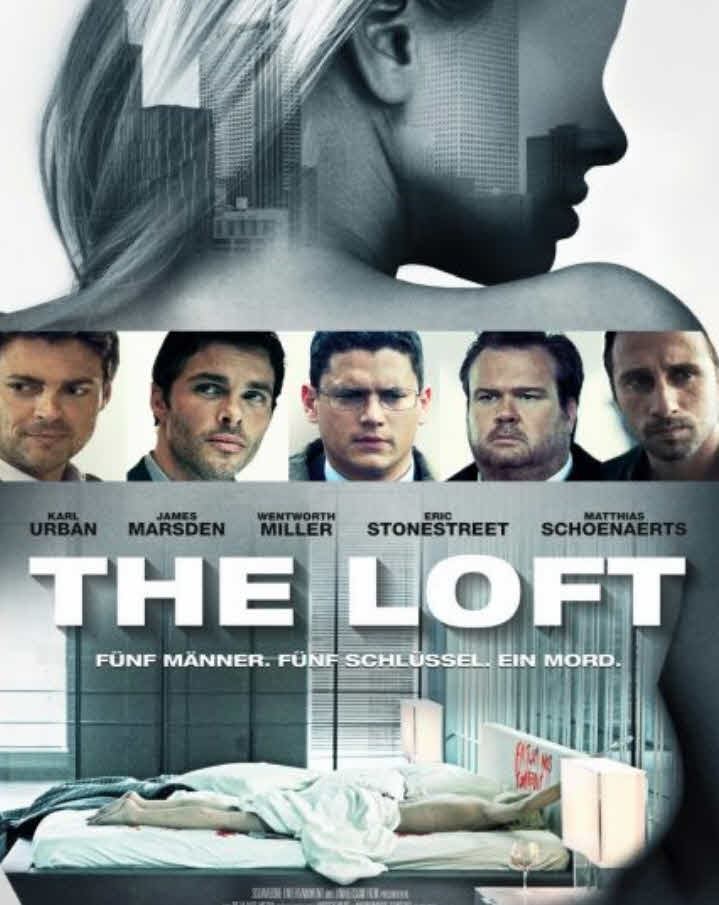 KARL URBAN
JAMES MARSDEN
WENTWORTH MILLER
ERIC STONESTREET
MATTHIAS SCHOENAERTS
THE LOFT
FÜNF MÄNNER. FÜNF SCHLÜSSEL. EIN MORD.